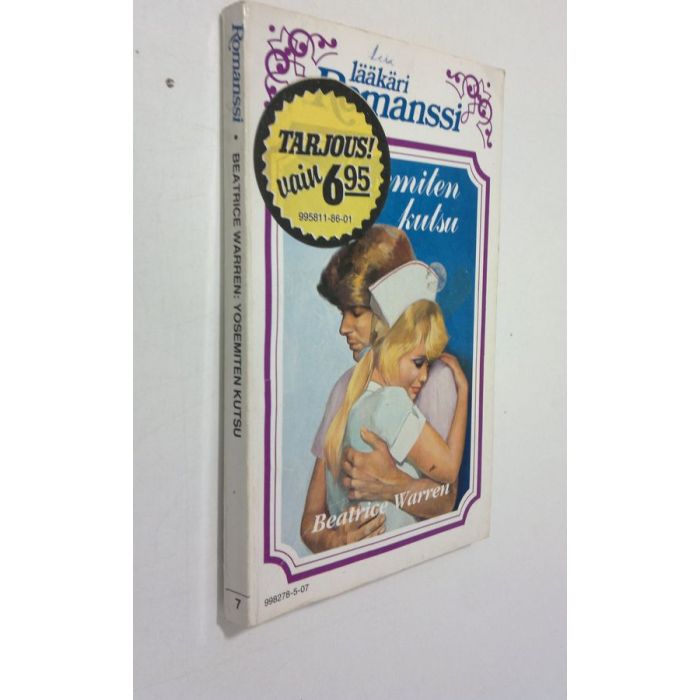 Romanssi • BEATRICE WARREN: YOSEMITEN KUTSU
7
lääkäri
Romanssi
TARJOUS!
vain 6 95
995811-86-01
miten
kutsu
Beatrice Warren
998278-5-07